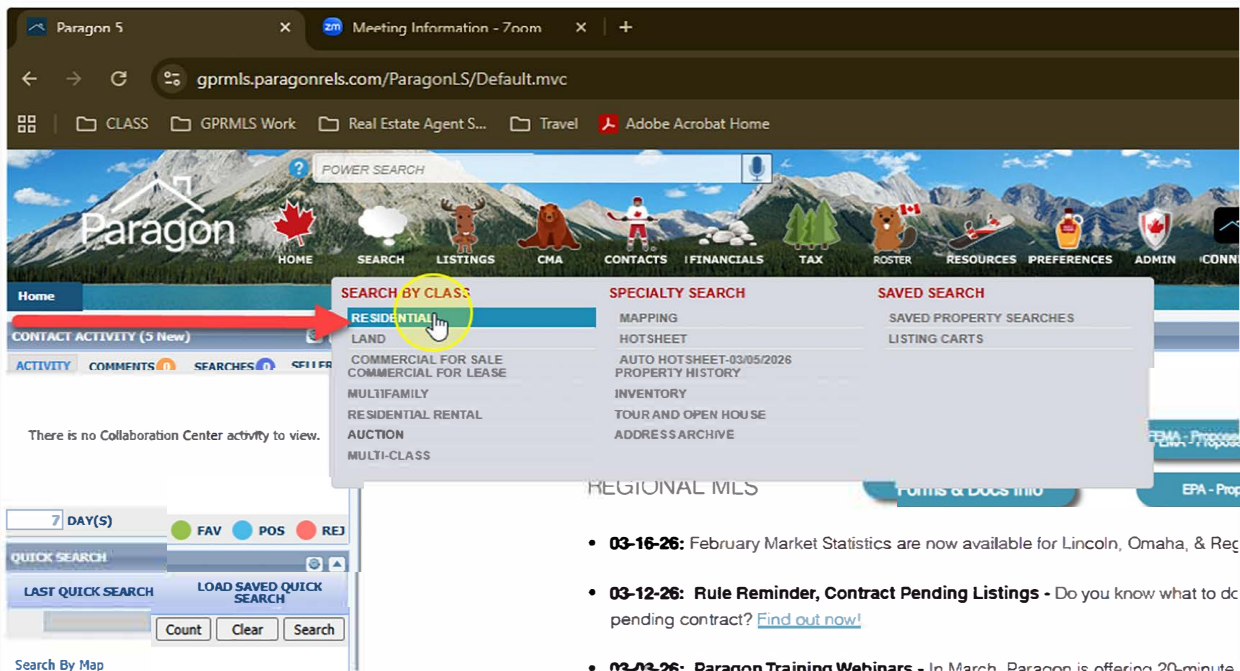 Paragon 5
Meeting Information - Zoom
gprmls.paragonrels.com/ParagonLS/Default.mvc
CLASS GPRMLS Work Real Estate Agent S... Travel Adobe Acrobat Home
? POWER SEARCH
Paragon
HOME SEARCH LISTINGS CMA CONTACTS FINANCIALS TAX ROSTER RESOURCES PREFERENCES ADMIN CONN
Home
SEARCH BY CLASS
RESIDENTIAL
LAND
COMMERCIAL FOR SALE
COMMERCIAL FOR LEASE
MULTIFAMILY
RESIDENTIAL RENTAL
AUCTION
MULTI-CLASS
SPECIALTY SEARCH
MAPPING
HOTSHEET
AUTO HOTSHEET-03/05/2026
PROPERTY HISTORY
INVENTORY
TOUR AND OPEN HOUSE
ADDRESS ARCHIVE
SAVED SEARCH
SAVED PROPERTY SEARCHES
LISTING CARTS
CONTACT ACTIVITY (5 New)
ACTIVITY COMMENTS 0 SEARCHES 0 SELLER
There is no Collaboration Center activity to view.
7 DAY(S)
FAV POS REJ
QUICK SEARCH
LAST QUICK SEARCH
LOAD SAVED QUICK
SEARCH
Count Clear Search
Search By Map
FEMA - Propose
REGIONAL MLS
Forms & Docs Info
EPA - Prop
• 03-16-26: February Market Statistics are now available for Lincoln, Omaha, & Reg
• 03-12-26: Rule Reminder, Contract Pending Listings - Do you know what to do
pending contract? Find out now!
• 03-03-26: Paragon Training Webinars - In March, Paragon is offering 20-minute